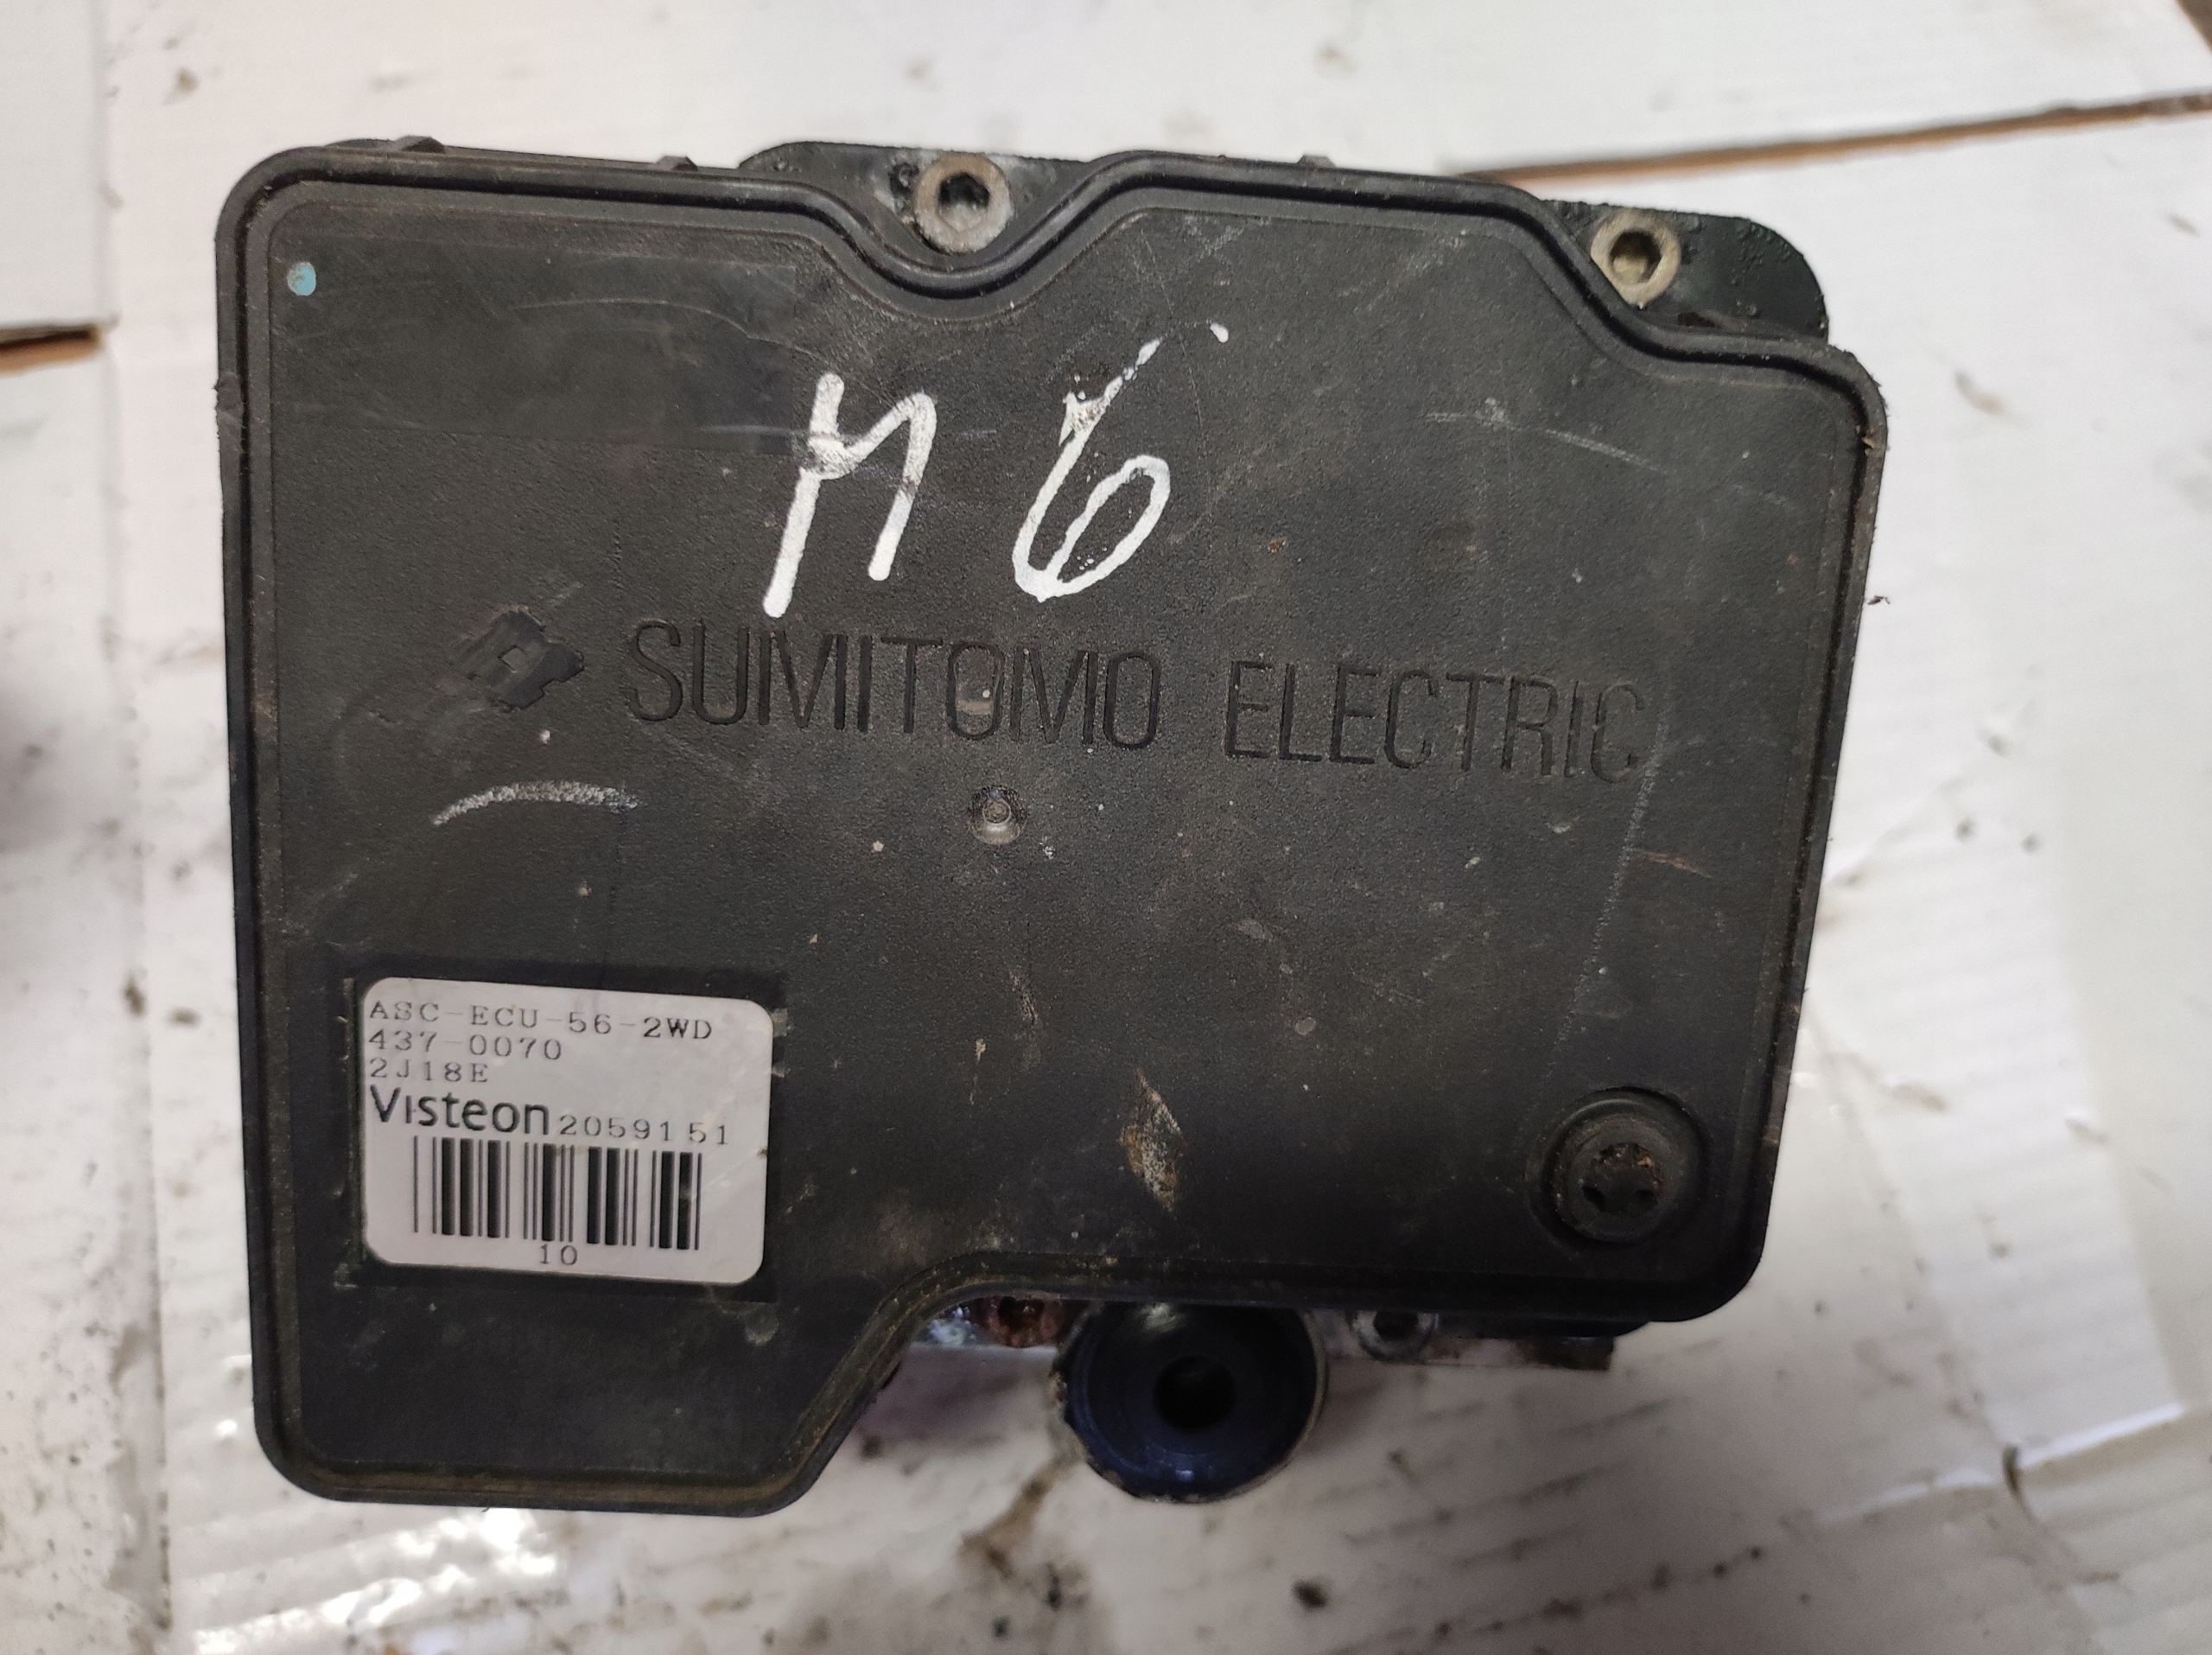 M6
SUMITOMO ELECTRIC
ASC-ECU-56-2WD
437-0070
2J18E
Visteon 2059151
10